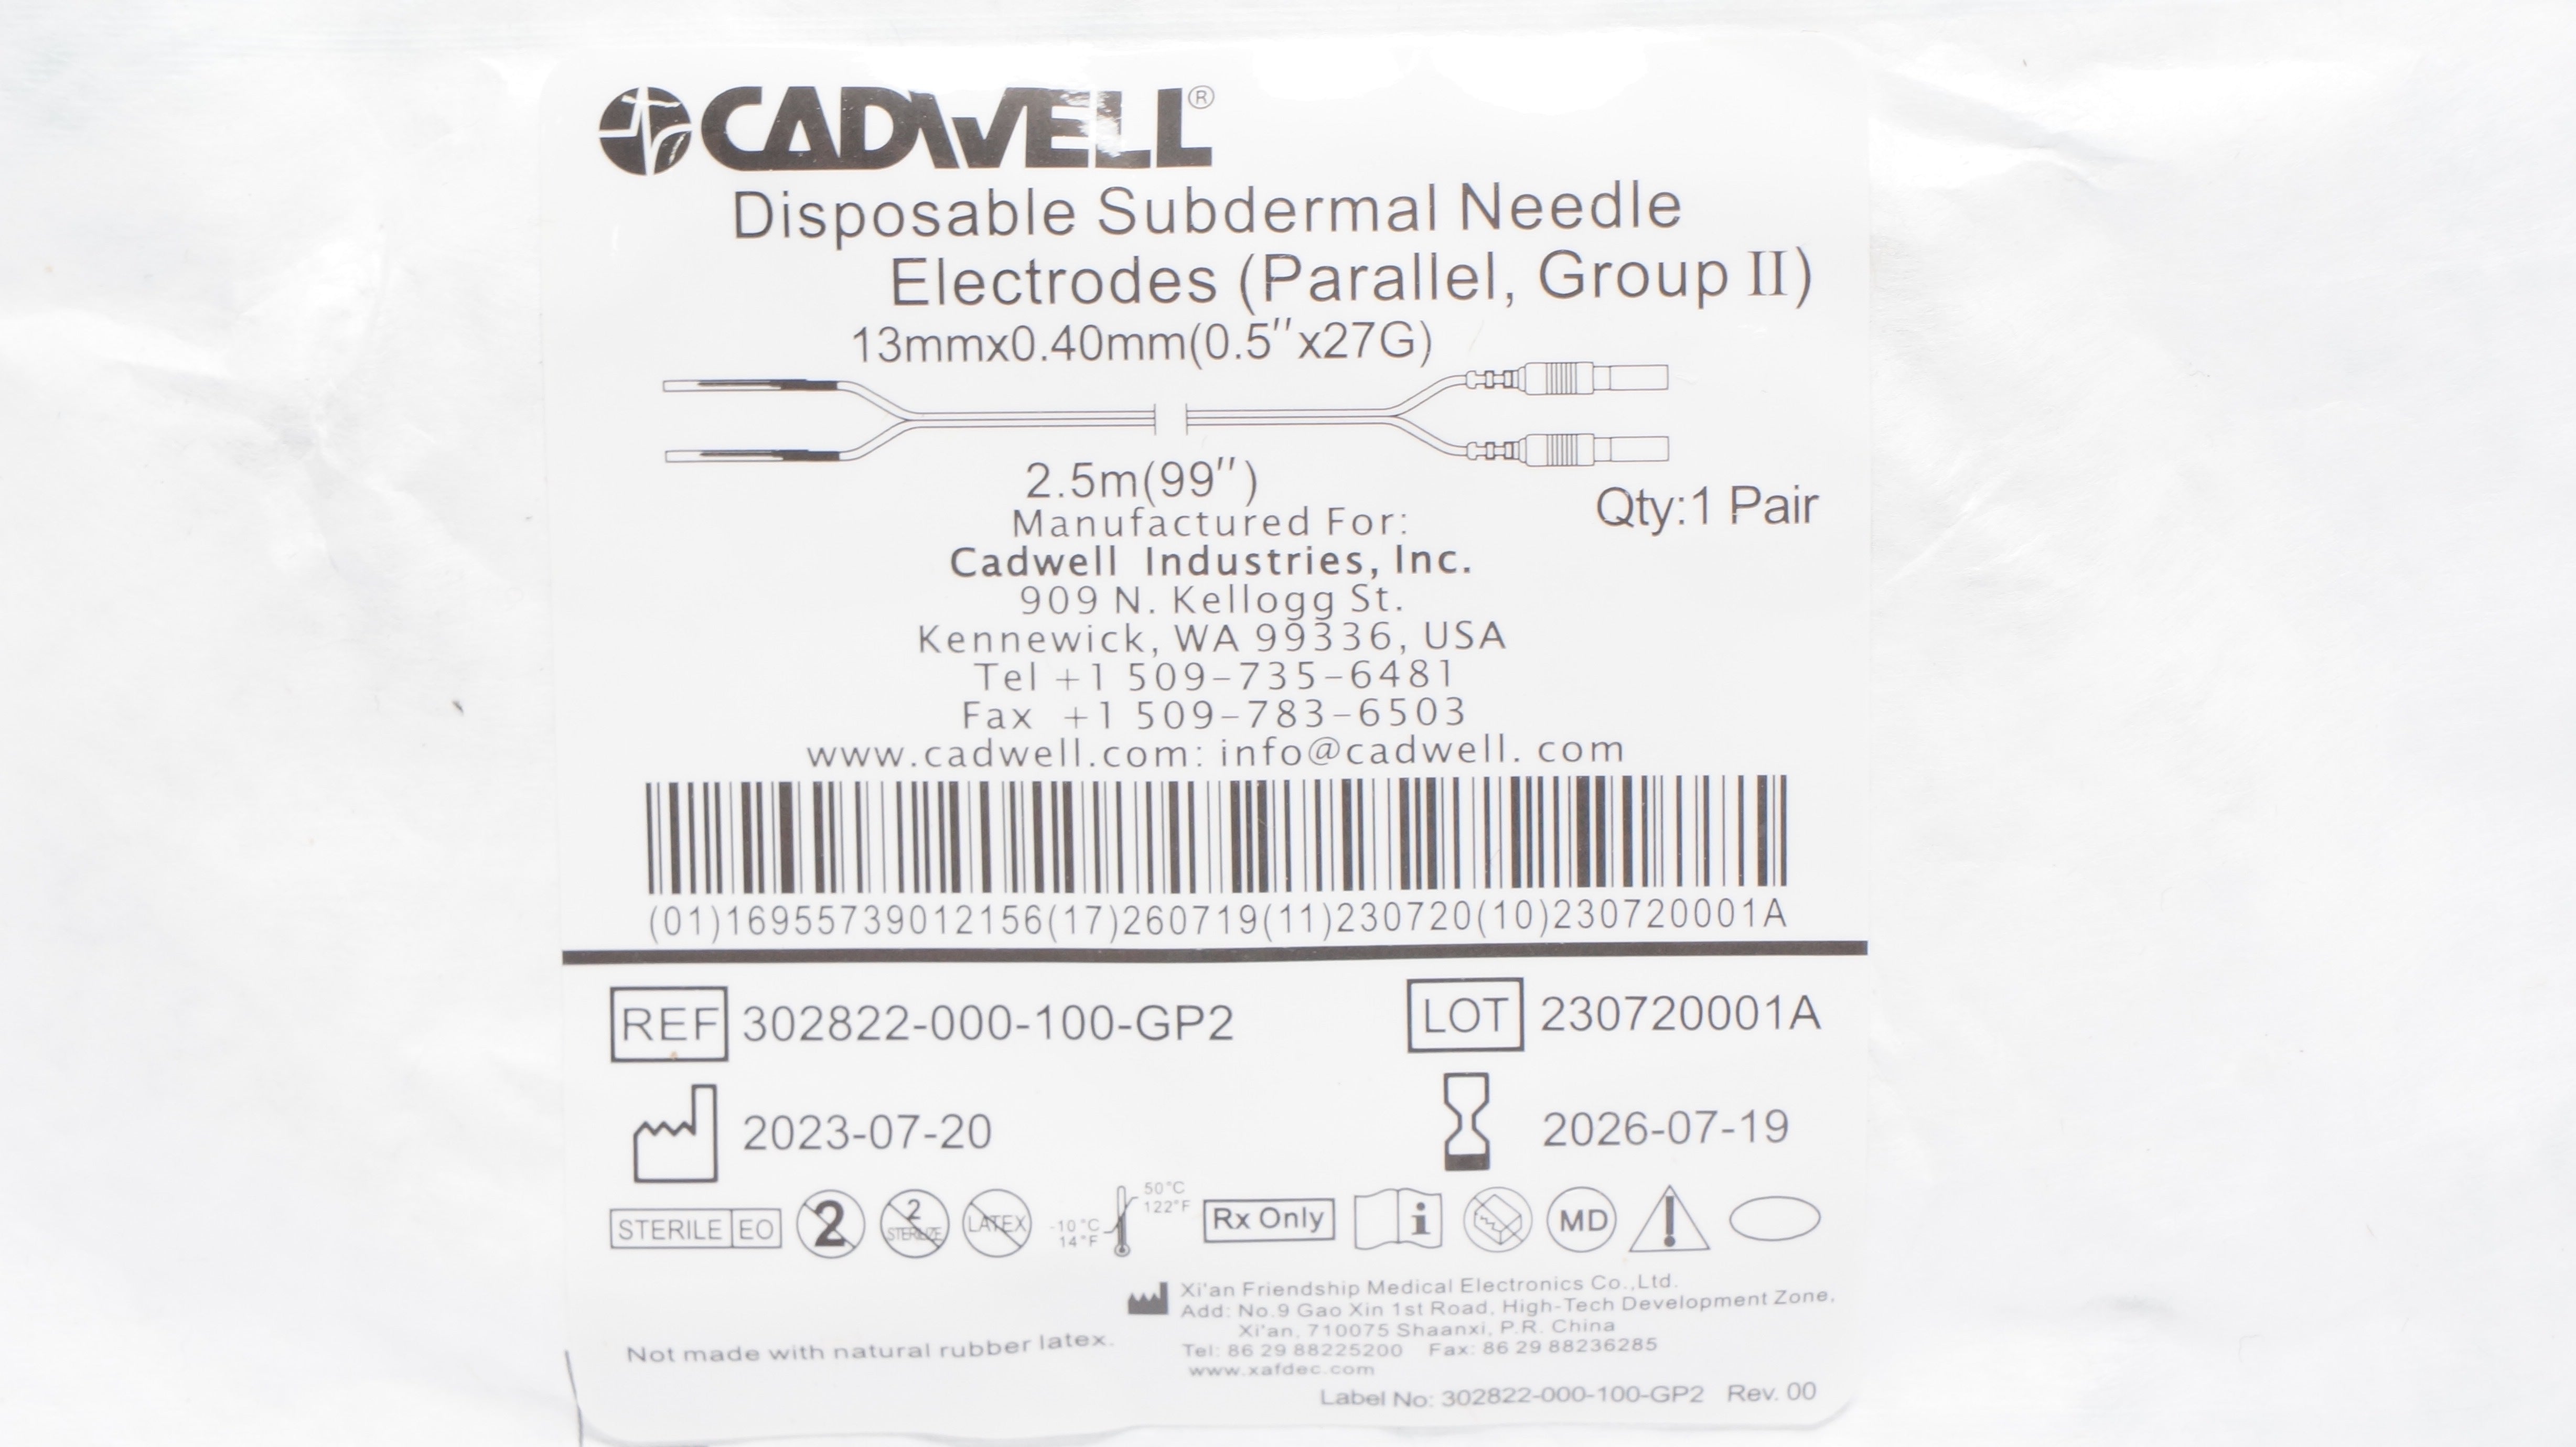 CADWELL®
Disposable Subdermal Needle
Electrodes (Parallel, Group II)
13mmx0.40mm(0.5"x27G)
2.5m(99")
Qty:1 Pair
Manufactured For:
Cadwell Industries, Inc.
909 N. Kellogg St.
Kennewick, WA 99336, USA
Tel +1 509-735-6481
Fax +1 509-783-6503
www.cadwell.com: info@cadwell. com
(01)16955739012156(17)260719(11)230720(10)230720001A
REF 302822-000-100-GP2
LOT 230720001A
2023-07-20
2026-07-19
STERILE EO
2
2
STERILIZE
LATEX
-10°C
14°F
50°C
122°F
Rx Only
i
MD
!
Xi'an Friendship Medical Electronics Co.,Ltd.
Add: No.9 Gao Xin 1st Road, High-Tech Development Zone,
Xi'an, 710075 Shaanxi, P.R. China
Tel: 86 29 88225200 Fax: 86 29 88236285
www.xafdec.com
Not made with natural rubber latex.
Label No: 302822-000-100-GP2 Rev. 00